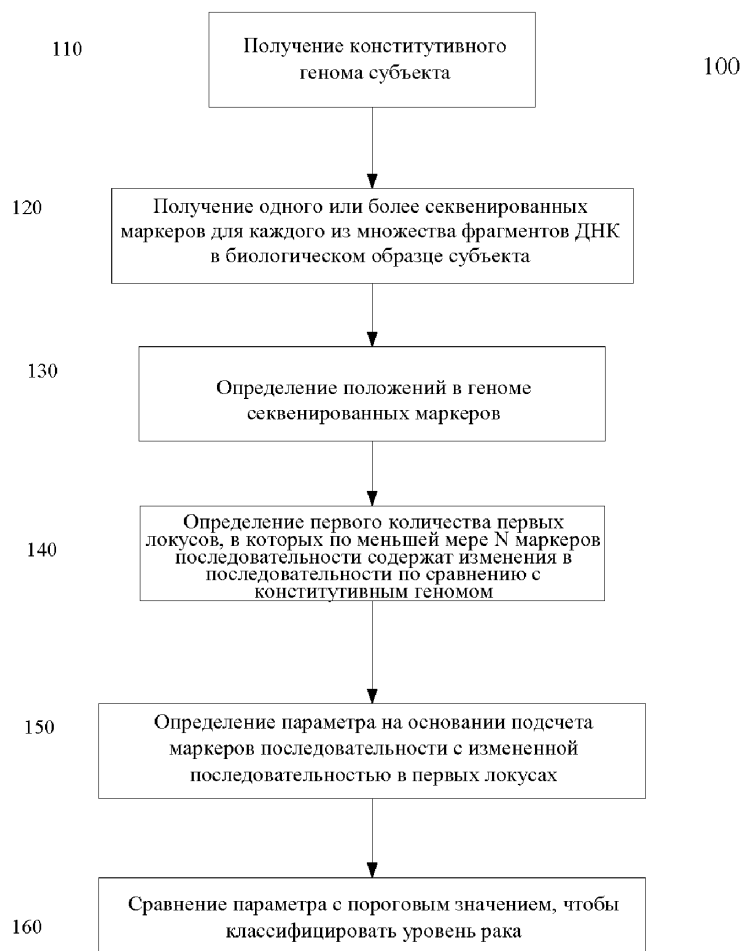 110
Получение конститутивного
генома субъекта
100
120
Получение одного или более секвенированных
маркеров для каждого из множества фрагментов ДНК
в биологическом образце субъекта
130
Определение положений в геноме
секвенированных маркеров
140
Определение первого количества первых
локусов, в которых по меньшей мере N маркеров
последовательности содержат изменения в
последовательности по сравнению с
конститутивным геномом
150
Определение параметра на основании подсчета
маркеров последовательности с измененной
последовательностью в первых локусах
160
Сравнение параметра с пороговым значением, чтобы
классифицировать уровень рака